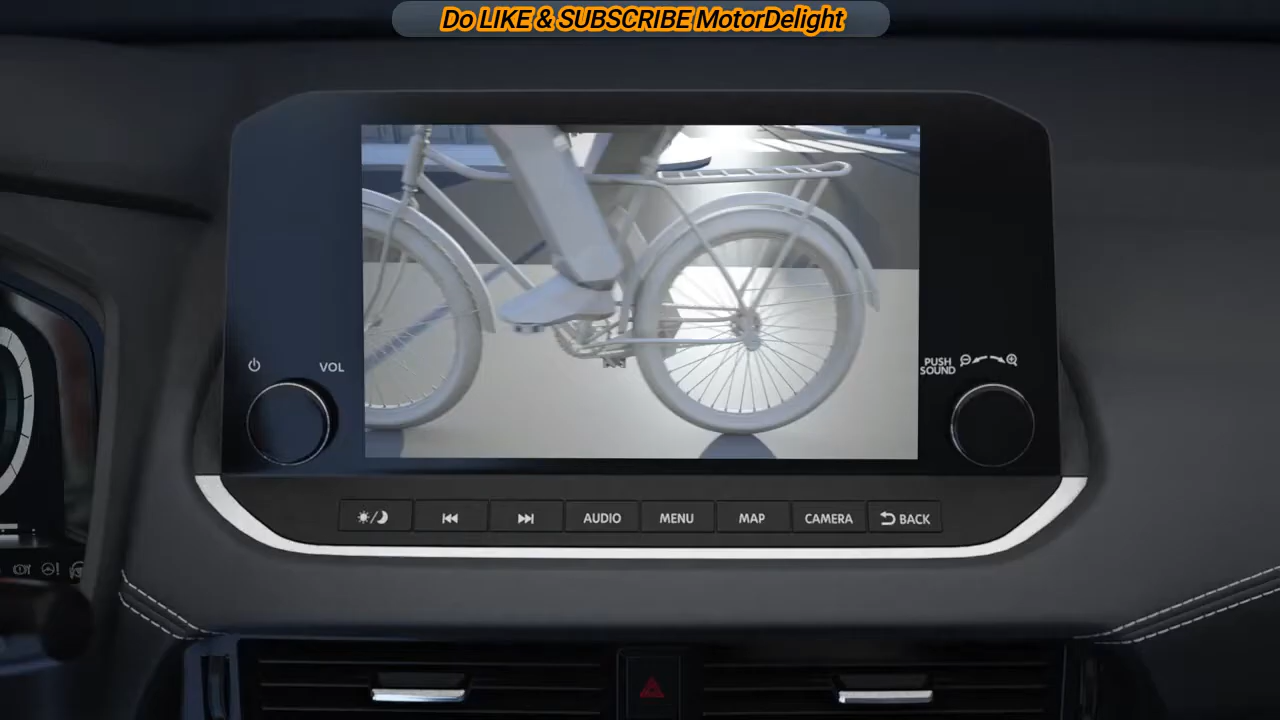 Do LIKE & SUBSCRIBE MotorDelight
VOL
PUSH
SOUND
AUDIO
MENU
MAP
CAMERA
BACK